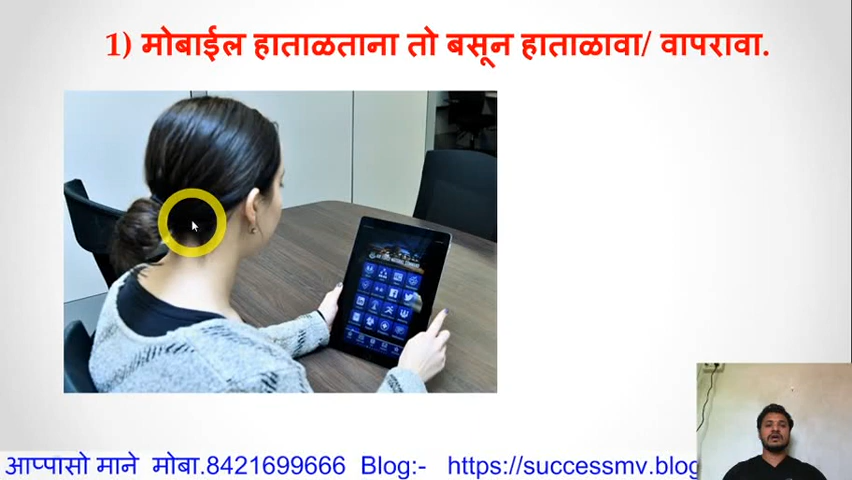 1) मोबाईल हाताळताना तो बसून हाताळावा/ वापरावा.
आप्पासो माने  मोबा.8421699666  Blog:-   https://successmv.blog